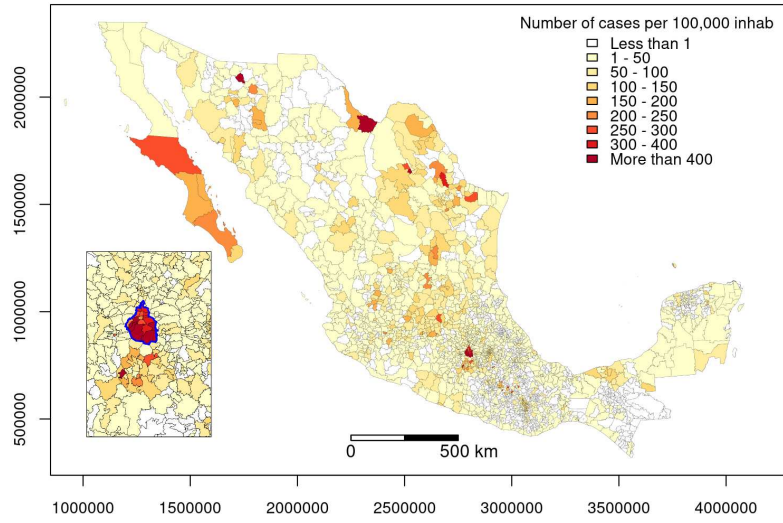 Number of cases per 100,000 inhab
Less than 1
1 - 50
50 - 100
100 - 150
150 - 200
200 - 250
250 - 300
300 - 400
More than 400
2000000
1500000
1000000
500000
0 500 km
1000000 1500000 2000000 2500000 3000000 3500000 4000000